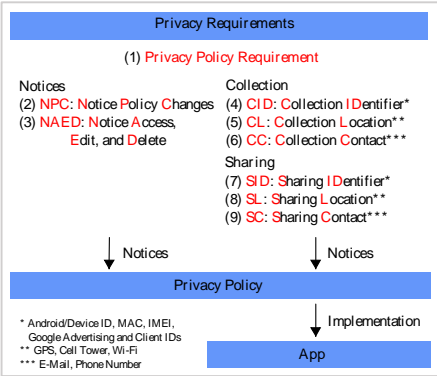 Privacy Requirements
(1) Privacy Policy Requirement
Notices
(2) NPC: Notice Policy Changes
(3) NAED: Notice Access,
Edit, and Delete
Collection
(4) CID: Collection IDentifier*
(5) CL: Collection Location**
(6) CC: Collection Contact***
Sharing
(7) SID: Sharing IDentifier*
(8) SL: Sharing Location**
(9) SC: Sharing Contact***
Notices
Notices
Privacy Policy
Implementation
App
* Android/Device ID, MAC, IMEI,
Google Advertising and Client IDs
** GPS, Cell Tower, Wi-Fi
*** E-Mail, Phone Number